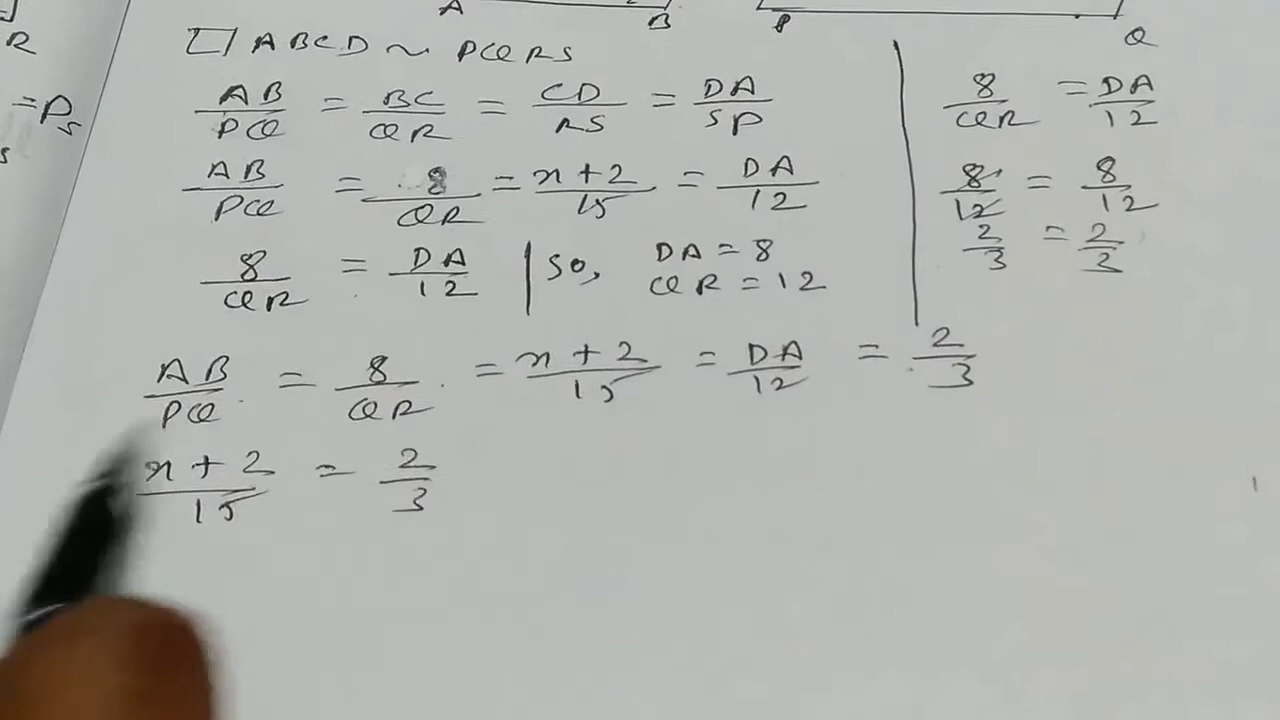 A B P Q
R
□ ABCD ~ PQRS
= P
s
s
AB/PQ = BC/QR = CD/RS = DA/SP
AB/PQ = 8/QR = x+2/15 = DA/12
8/QR = DA/12 | so, DA = 8
QR = 12
8/QR = DA/12
8/12 = 8/12
2/3 = 2/3
AB/PQ = 8/QR = x+2/15 = DA/12 = 2/3
x+2/15 = 2/3